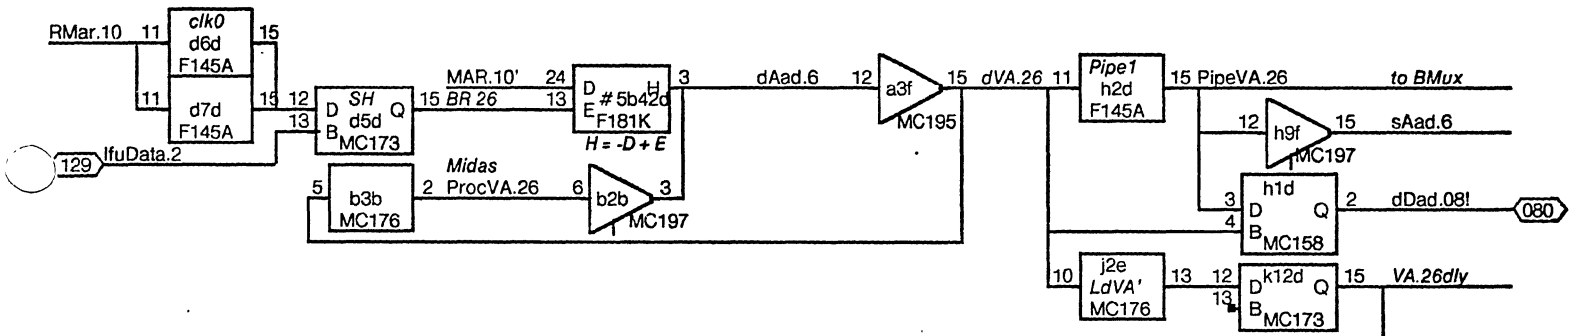 RMar.10 11 clk0 15
d6d
F145A
11 d7d 15
F145A
12 D SH Q 15 BR 26
13 B d5d
MC173
129 IfuData.2
MAR.10' 24 D H 3
13 E # 5b42d
F181K
H = -D + E
5 b3b 2
MC176
Midas
ProcVA.26 6 b2b 3
MC197
dAad.6 12 a3f 15 dVA.26
MC195
11 Pipe1 15 PipeVA.26 to BMux
h2d
F145A
12 h9f 15 sAad.6
MC197
h1d
3 D Q 2 dDad.08! 080
4 B
MC158
10 j2e 13
LdVA'
MC176
12 D k12d Q 15 VA.26dly
13 B
MC173